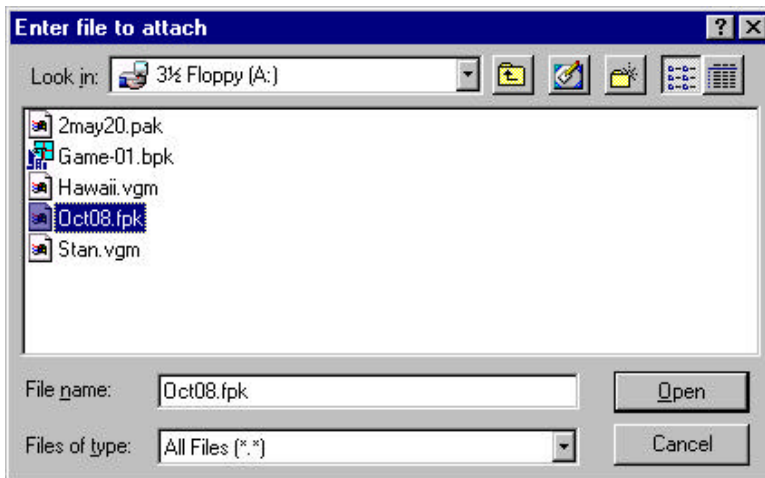 Enter file to attach
Look in: 3½ Floppy (A:)
2may20.pak
Game-01.bpk
Hawaii.vgm
Oct08.fpk
Stan.vgm
File name: Oct08.fpk Open
Files of type: All Files (*.*) Cancel